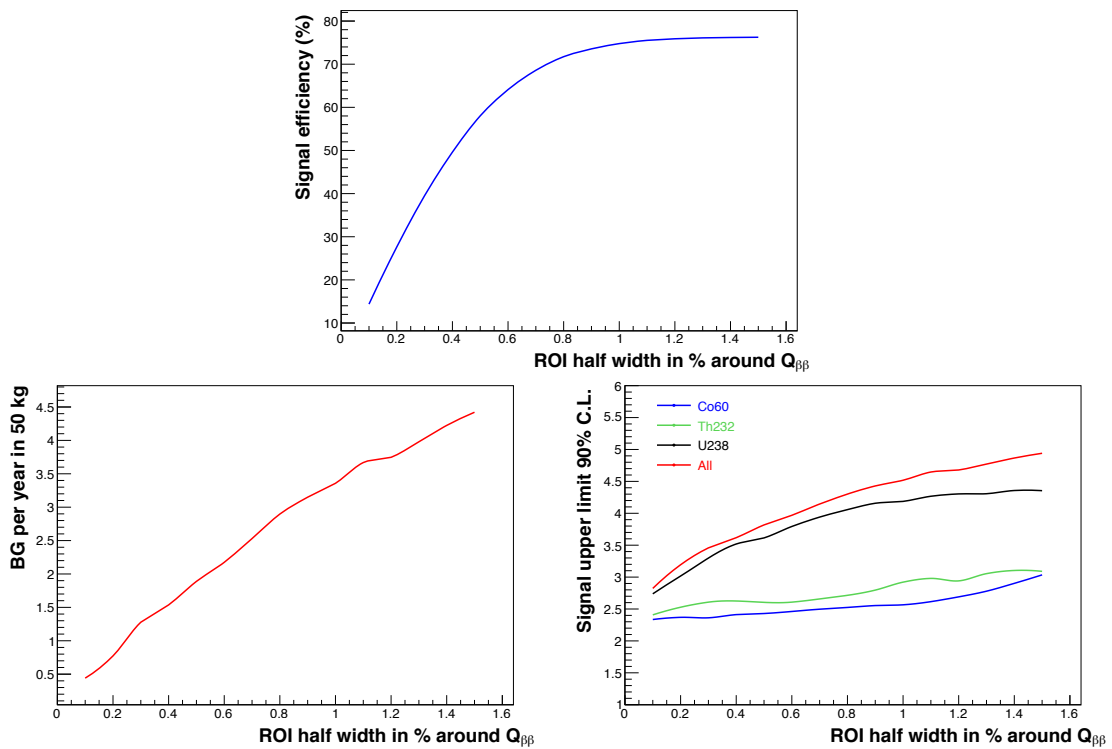 Signal efficiency (%)
80
70
60
50
40
30
20
10
0 0.2 0.4 0.6 0.8 1 1.2 1.4 1.6
ROI half width in % around Qββ
BG per year in 50 kg
4.5
4
3.5
3
2.5
2
1.5
1
0.5
0 0.2 0.4 0.6 0.8 1 1.2 1.4 1.6
ROI half width in % around Qββ
Signal upper limit 90% C.L.
6
5.5
5
4.5
4
3.5
3
2.5
2
1.5
1
Co60
Th232
U238
All
0 0.2 0.4 0.6 0.8 1 1.2 1.4 1.6
ROI half width in % around Qββ